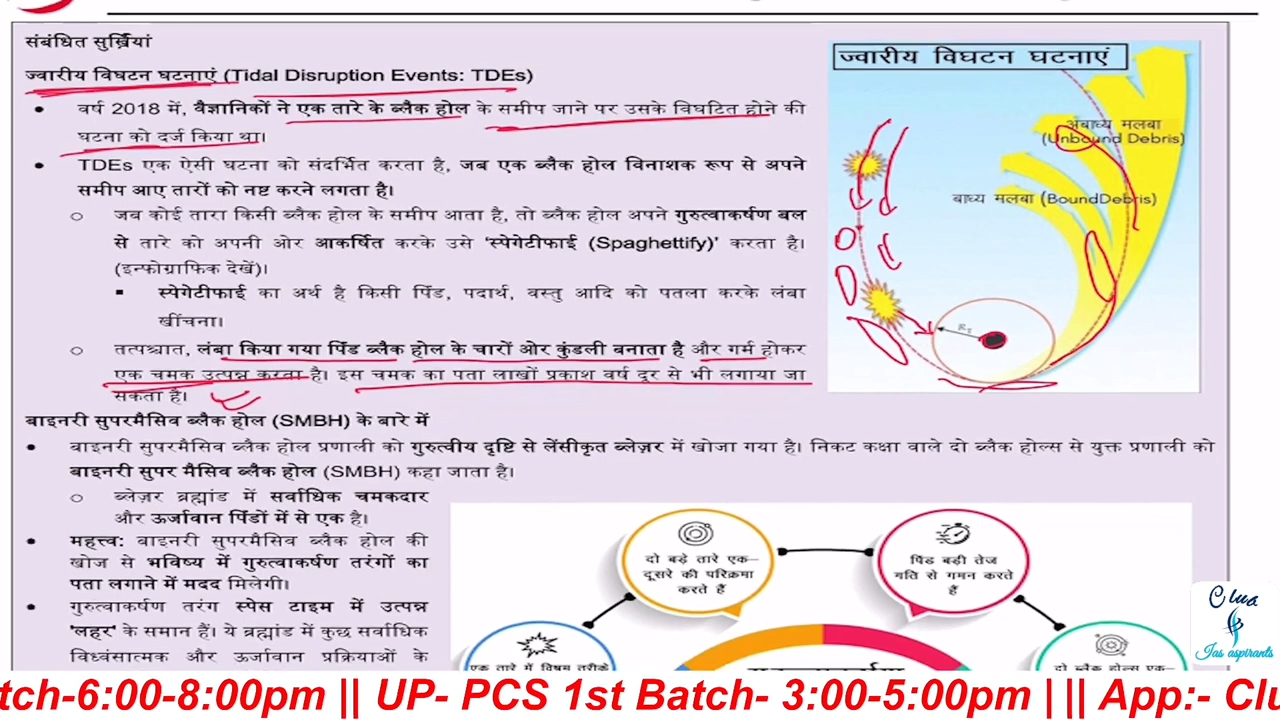 संबंधित सुर्ख़ियां
ज्वारीय विघटन घटनाएं (Tidal Disruption Events: TDEs)
• वर्ष 2018 में, वैज्ञानिकों ने एक तारे के ब्लैक होल के समीप जाने पर उसके विघटित होने की
घटना को दर्ज किया था।
• TDEs एक ऐसी घटना को संदर्भित करता है, जब एक ब्लैक होल विनाशक रूप से अपने
समीप आए तारों को नष्ट करने लगता है।
○ जब कोई तारा किसी ब्लैक होल के समीप आता है, तो ब्लैक होल अपने गुरुत्वाकर्षण बल
से तारे को अपनी ओर आकर्षित करके उसे 'स्पेगेटीफाई (Spaghettify)' करता है।
(इन्फोग्राफिक देखें)।
▪ स्पेगेटीफाई का अर्थ है किसी पिंड, पदार्थ, वस्तु आदि को पतला करके लंबा
खींचना।
○ तत्पश्चात, लंबा किया गया पिंड ब्लैक होल के चारों ओर कुंडली बनाता है और गर्म होकर
एक चमक उत्पन्न करता है। इस चमक का पता लाखों प्रकाश वर्ष दूर से भी लगाया जा
सकता है।
ज्वारीय विघटन घटनाएं
अबाध्य मलबा
(Unbound Debris)
बाध्य मलबा (BoundDebris)
R_T
बाइनरी सुपरमैसिव ब्लैक होल (SMBH) के बारे में
• बाइनरी सुपरमैसिव ब्लैक होल प्रणाली को गुरुत्वीय दृष्टि से लेंसीकृत ब्लेज़र में खोजा गया है। निकट कक्षा वाले दो ब्लैक होल्स से युक्त प्रणाली को
बाइनरी सुपर मैसिव ब्लैक होल (SMBH) कहा जाता है।
○ ब्लेज़र ब्रह्मांड में सर्वाधिक चमकदार
और ऊर्जावान पिंडों में से एक है।
• महत्त्व: बाइनरी सुपरमैसिव ब्लैक होल की
खोज से भविष्य में गुरुत्वाकर्षण तरंगों का
पता लगाने में मदद मिलेगी।
• गुरुत्वाकर्षण तरंग स्पेस टाइम में उत्पन्न
'लहर' के समान हैं। ये ब्रह्मांड में कुछ सर्वाधिक
विध्वंसात्मक और ऊर्जावान प्रक्रियाओं के
दो बड़े तारे एक-
दूसरे की परिक्रमा
करते हैं
पिंड बड़ी तेज
गति से गमन करते
हैं
एक तारे में विषम तरीके
दो ब्लैक होल्स एक-
Clue
Ias aspirants
tch-6:00-8:00pm || UP- PCS 1st Batch- 3:00-5:00pm | || App:- Clu